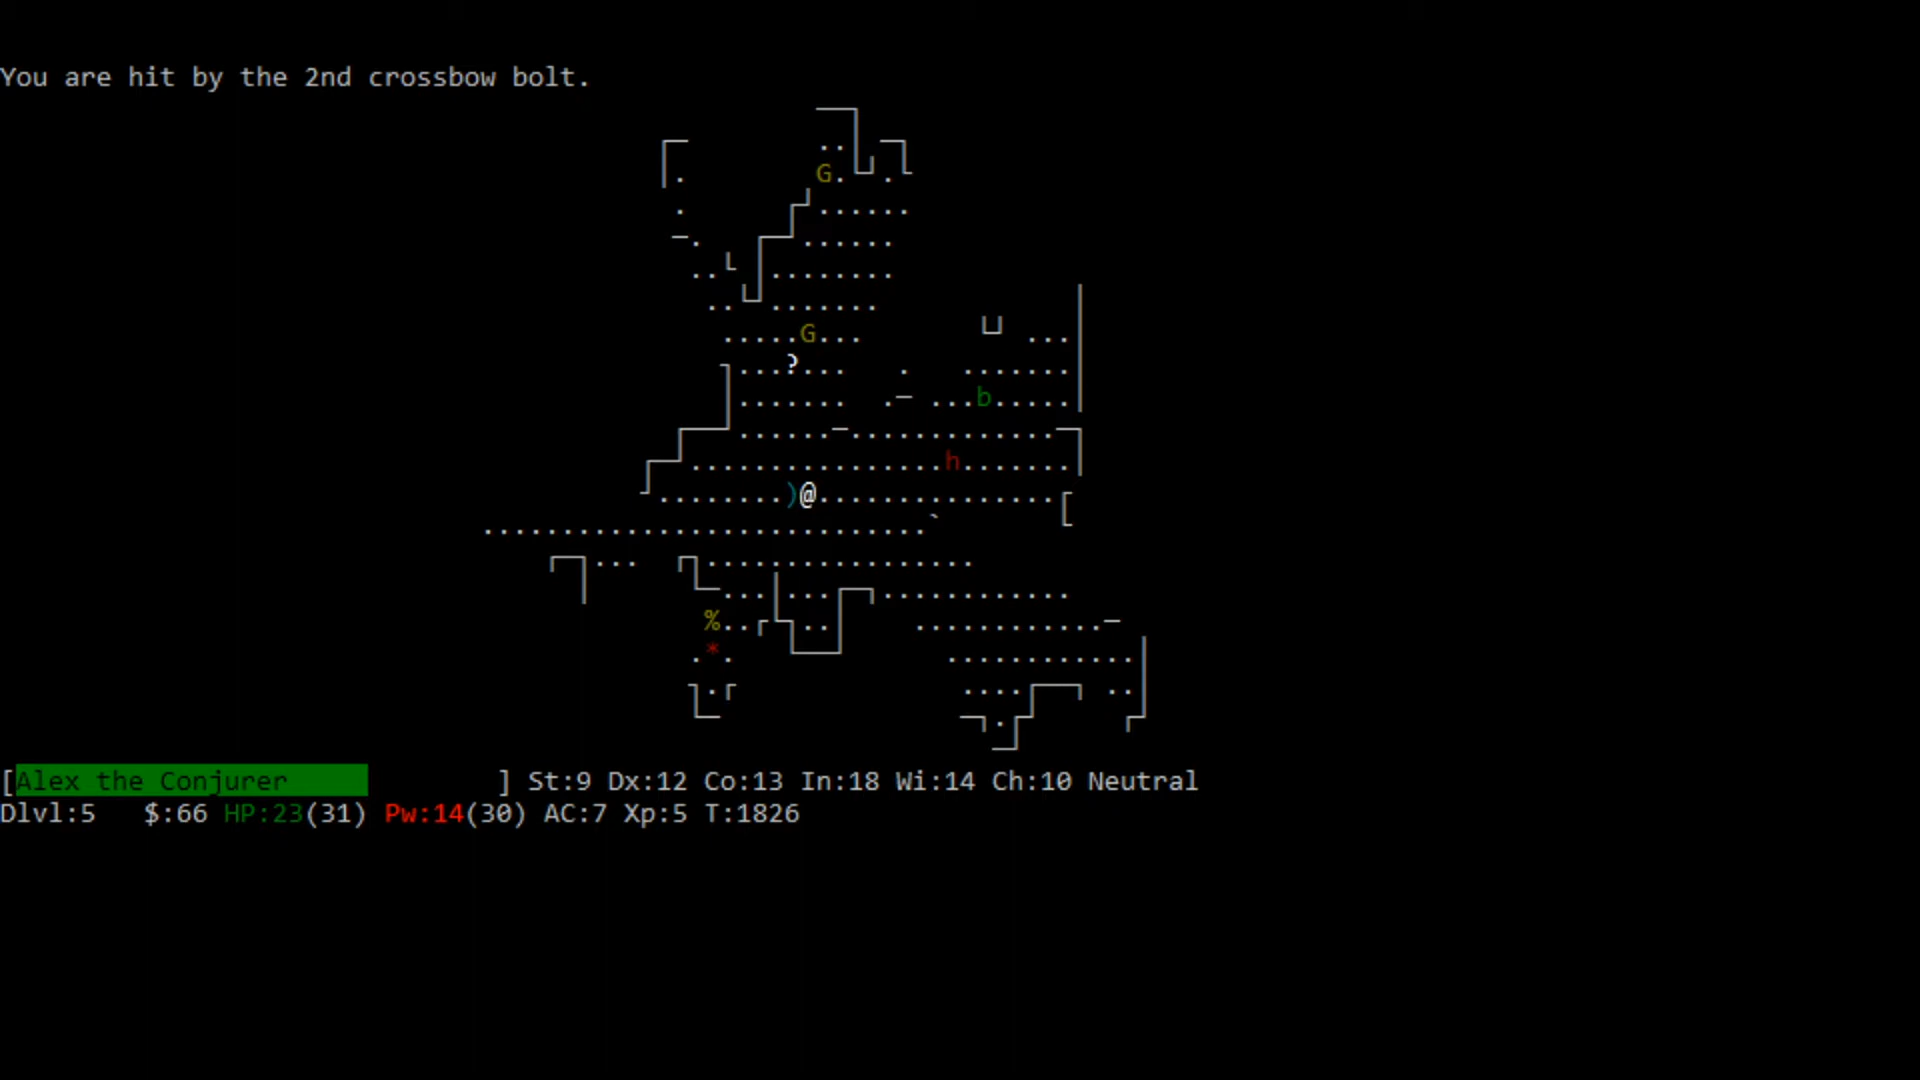 You are hit by the 2nd crossbow bolt.
[Alex the Conjurer ] St:9 Dx:12 Co:13 In:18 Wi:14 Ch:10 Neutral
Dlvl:5 $:66 HP:23(31) Pw:14(30) AC:7 Xp:5 T:1826